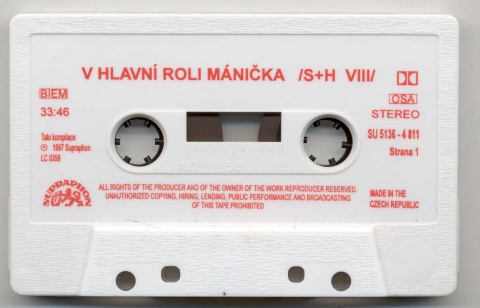 V HLAVNÍ ROLI MÁNIČKA /S+H VIII/
BIEM
33:46
OSA
STEREO
SU 5136 - 4 811
Strana 1
Tato kompilace
℗ 1997 Supraphon
LC 0358
SUPRAPHON
ALL RIGHTS OF THE PRODUCER AND OF THE OWNER OF THE WORK REPRODUCER RESERVED.
UNAUTHORIZED COPYING, HIRING, LENDING, PUBLIC PERFORMANCE AND BROADCASTING
OF THIS TAPE PROHIBITED
MADE IN THE
CZECH REPUBLIC